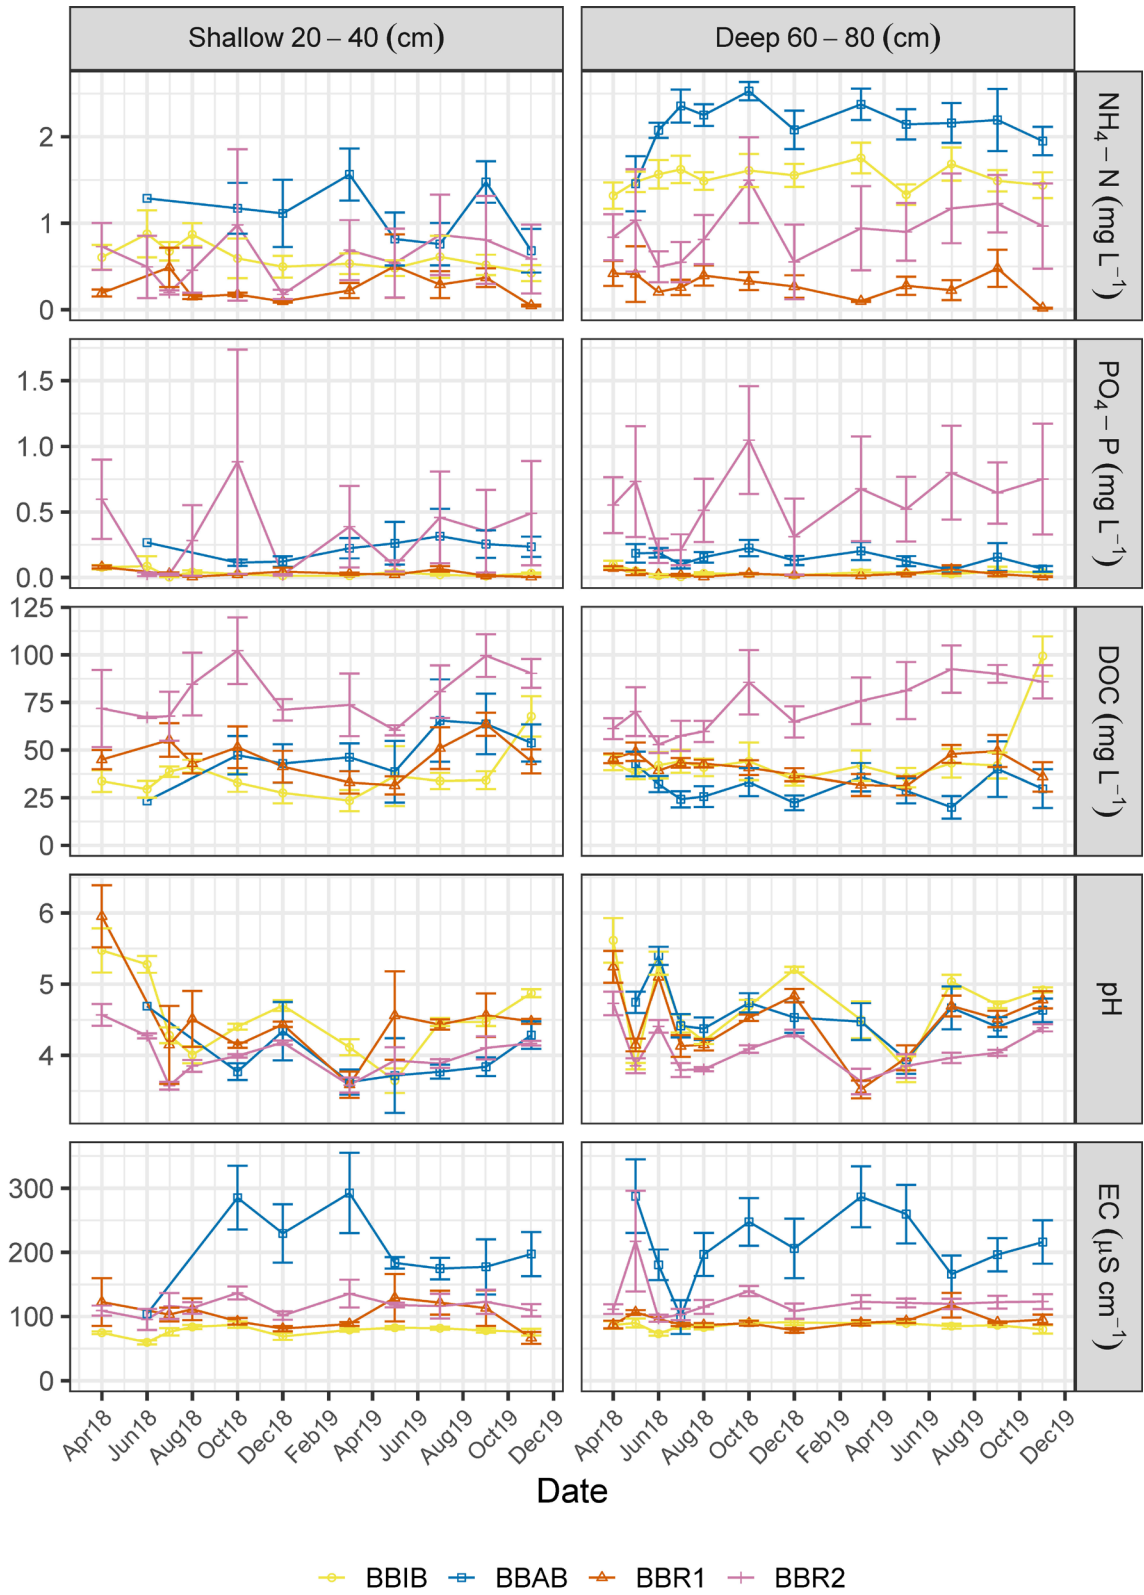 Shallow 20 – 40 (cm)
Deep 60 – 80 (cm)
2
1
0
NH₄ – N (mg L⁻¹)
1.5
1.0
0.5
0.0
PO₄ – P (mg L⁻¹)
125
100
75
50
25
0
DOC (mg L⁻¹)
6
5
4
pH
300
200
100
0
EC (μS cm⁻¹)
Apr18 Jun18 Aug18 Oct18 Dec18 Feb19 Apr19 Jun19 Aug19 Oct19 Dec19
Apr18 Jun18 Aug18 Oct18 Dec18 Feb19 Apr19 Jun19 Aug19 Oct19 Dec19
Date
BBIB BBAB BBR1 BBR2